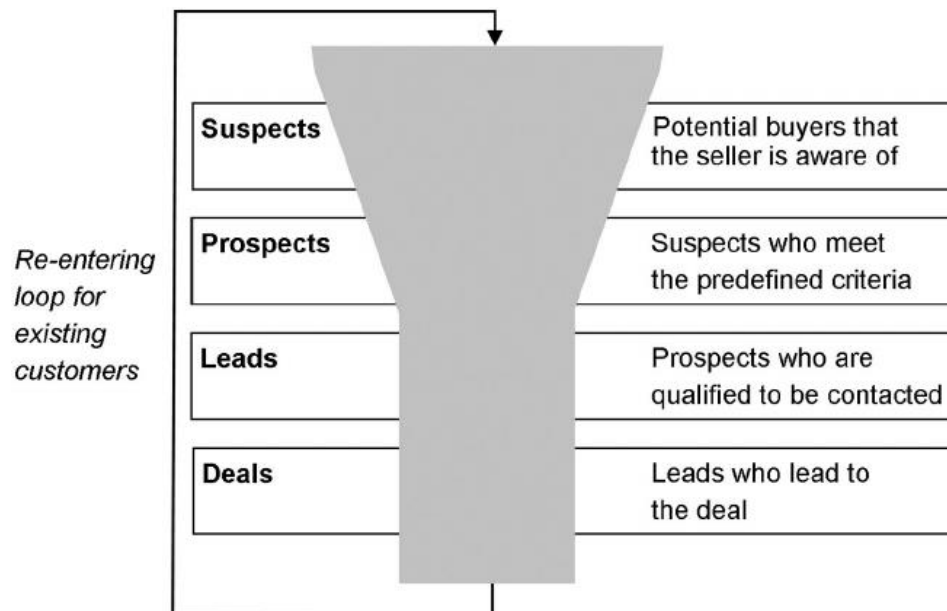 Suspects
Potential buyers that
the seller is aware of
Prospects
Suspects who meet
the predefined criteria
Re-entering
loop for
existing
customers
Leads
Prospects who are
qualified to be contacted
Deals
Leads who lead to
the deal